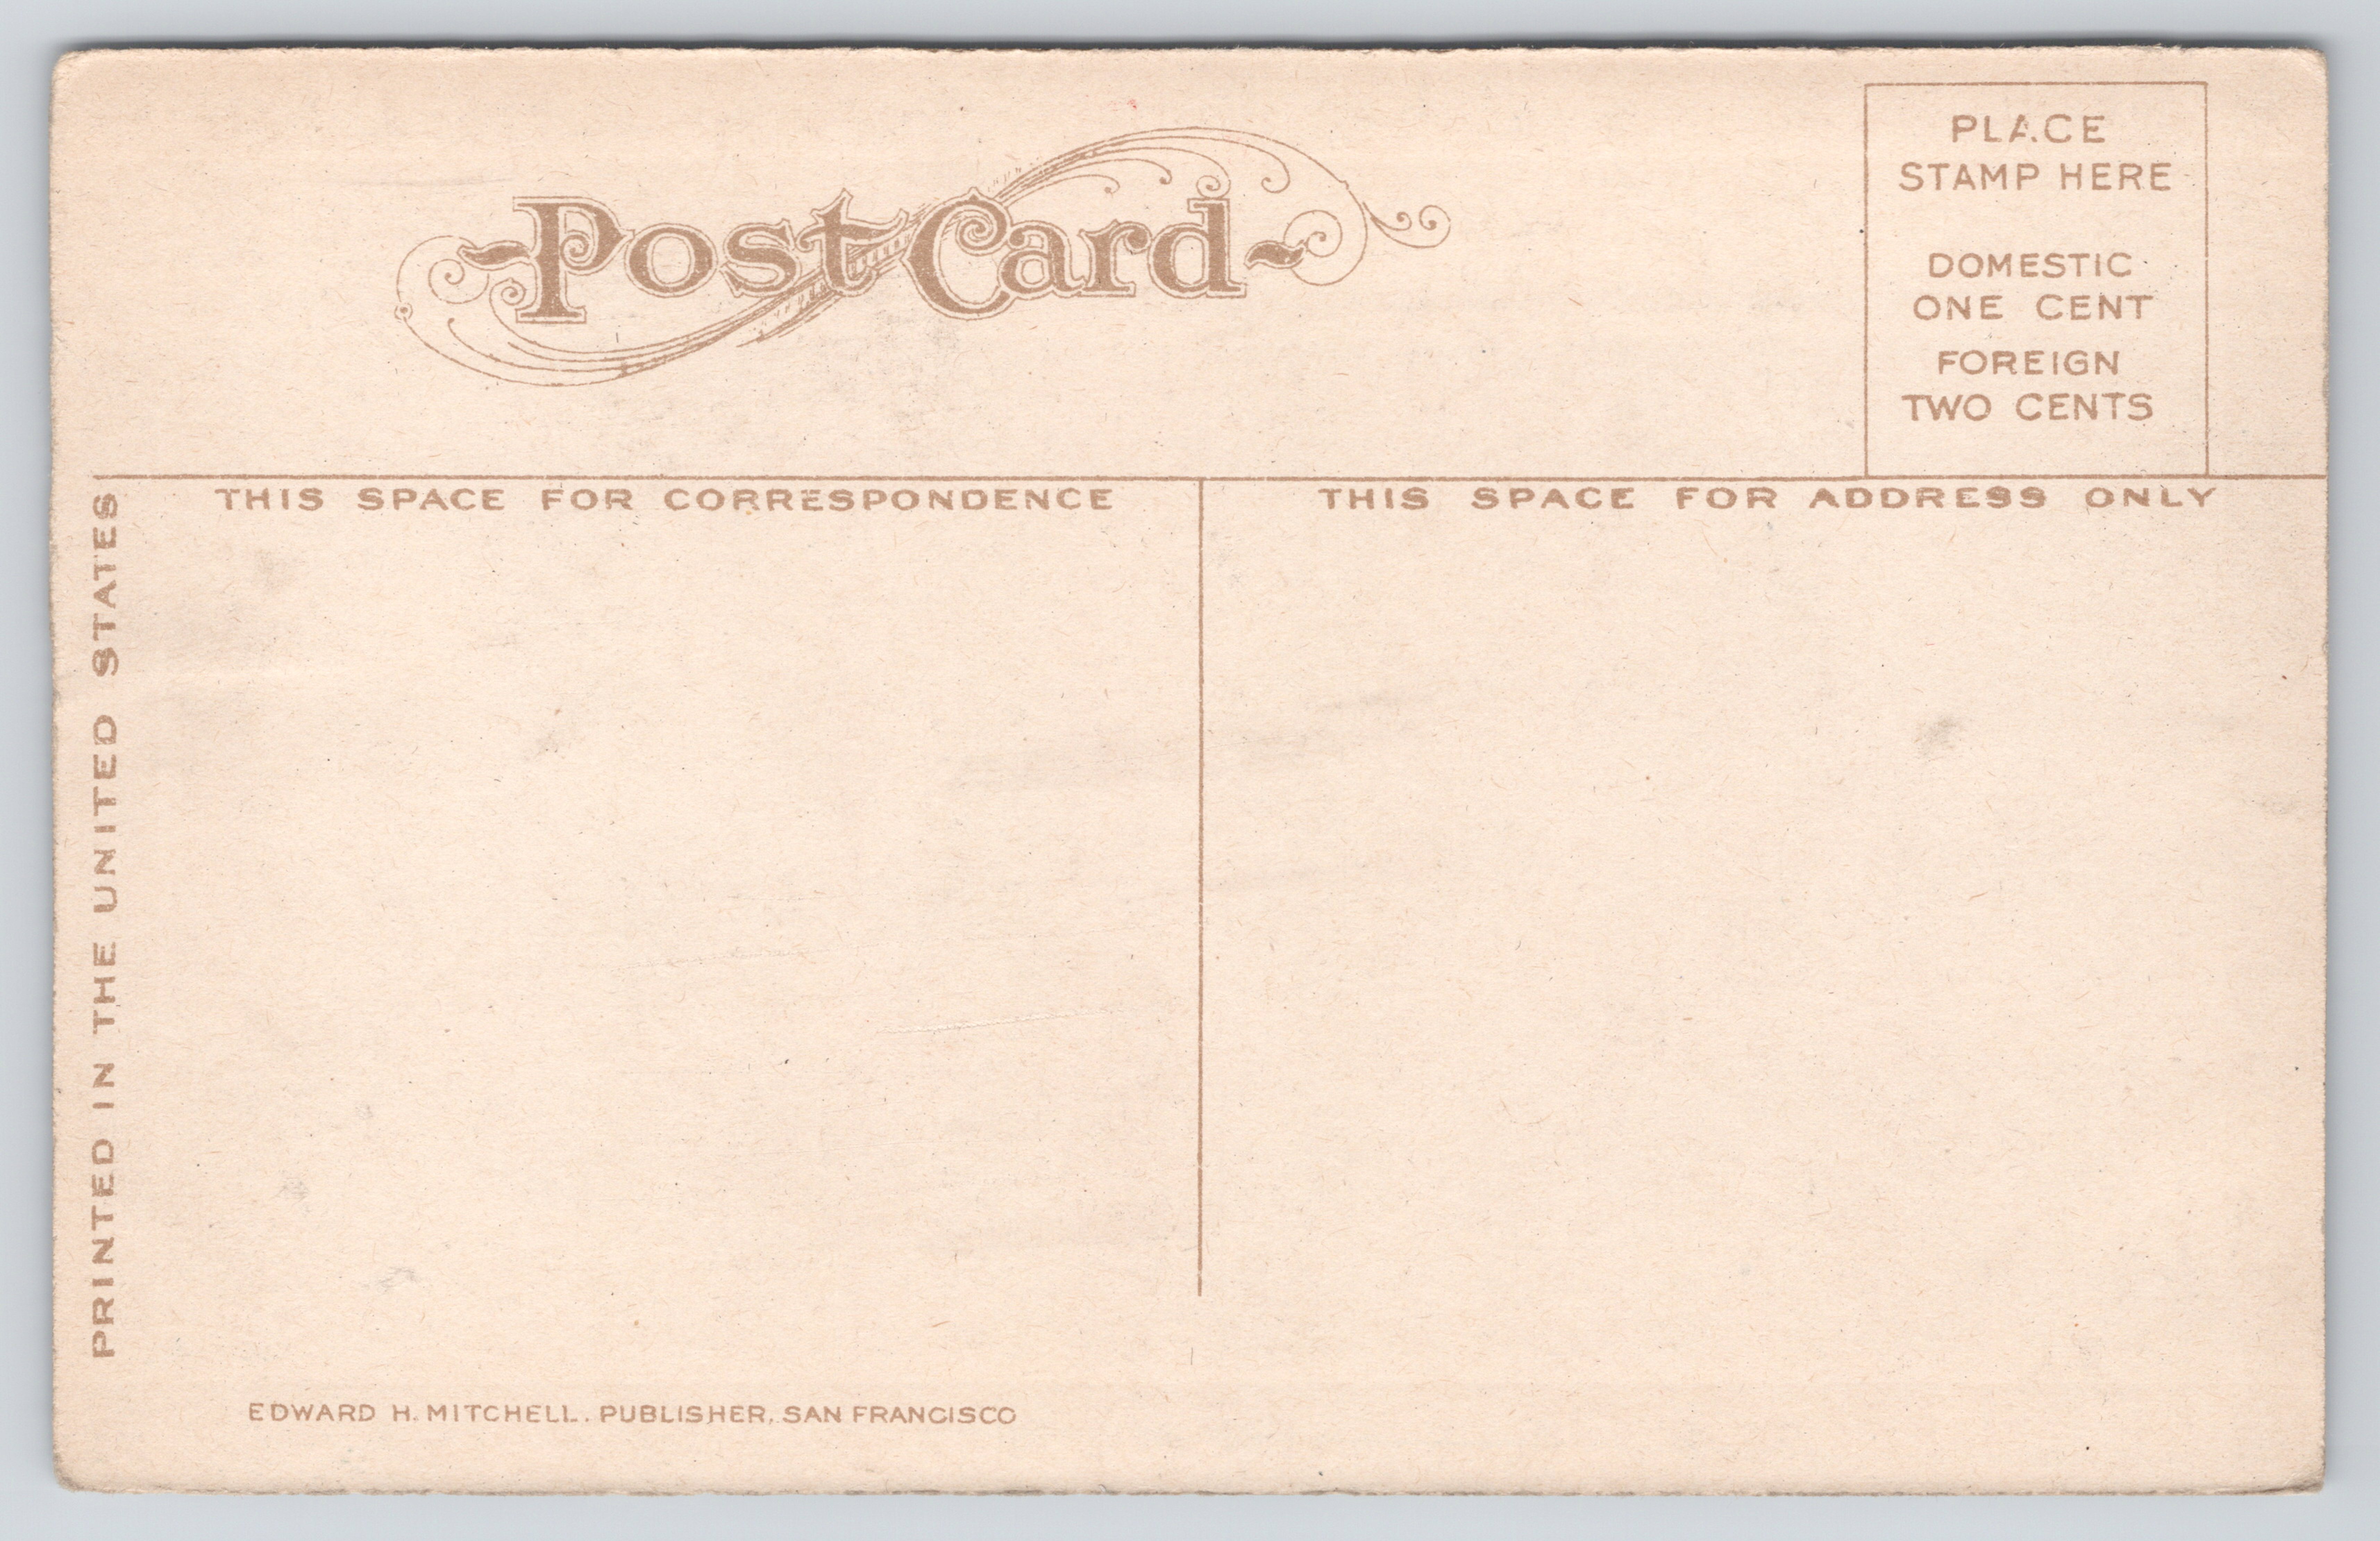 Post Card
PLACE
STAMP HERE
DOMESTIC
ONE CENT
FOREIGN
TWO CENTS
THIS SPACE FOR CORRESPONDENCE
THIS SPACE FOR ADDRESS ONLY
PRINTED IN THE UNITED STATES
EDWARD H. MITCHELL. PUBLISHER, SAN FRANCISCO